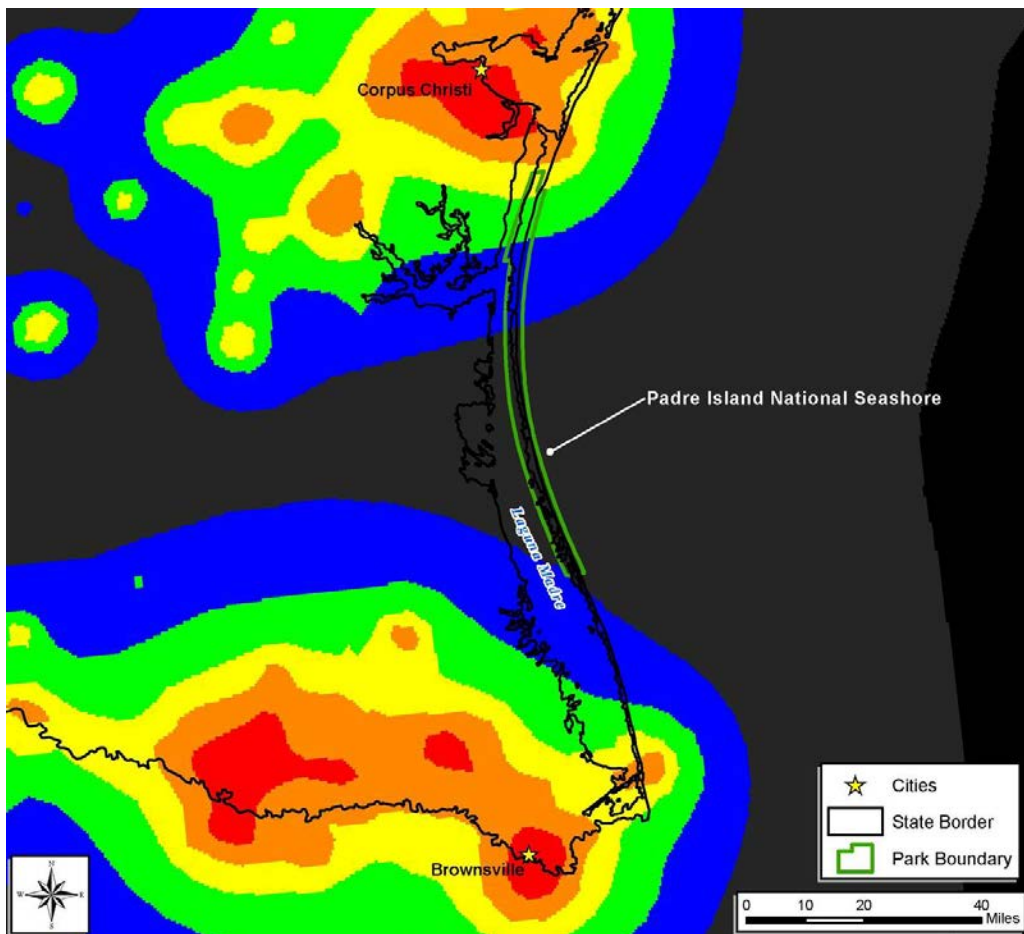 Corpus Christi
Padre Island National Seashore
Laguna Madre
Brownsville
Cities
State Border
Park Boundary
N
W E
S
0 10 20 40
Miles